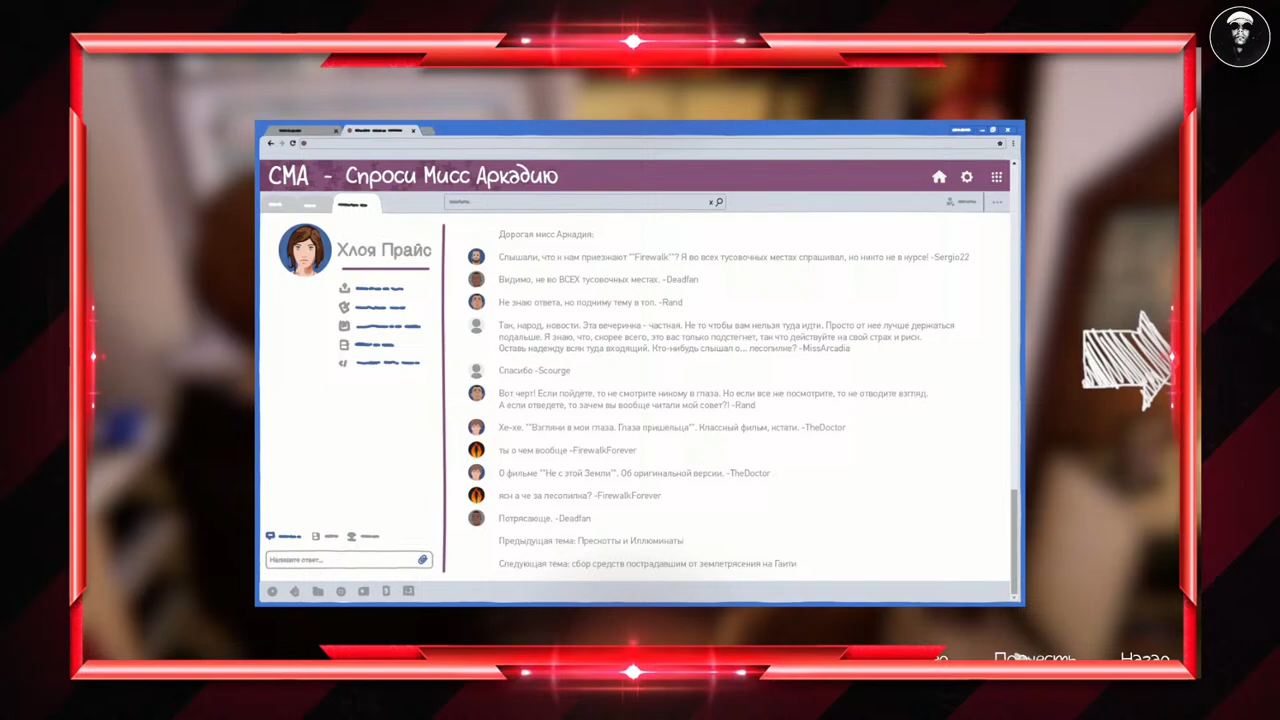 СМА - Спроси Мисс Аркадию
Хлоя Прайс
Дорогая мисс Аркадия:
Слышали, что к нам приезжают ""Firewalk""? Я во всех тусовочных местах спрашивал, но никто не в курсе! -Sergio22
Видимо, не во ВСЕХ тусовочных местах. -Deadfan
Не знаю ответа, но подниму тему в топ. -Rand
Так, народ, новости. Эта вечеринка - частная. Не то чтобы вам нельзя туда идти. Просто от нее лучше держаться
подальше. Я знаю, что, скорее всего, это вас только подстегнет, так что действуйте на свой страх и риск.
Оставь надежду всяк туда входящий. Кто-нибудь слышал о... лесопилке? -MissArcadia
Спасибо -Scourge
Вот черт! Если пойдете, то не смотрите никому в глаза. Но если все же посмотрите, то не отводите взгляд.
А если отведете, то зачем вы вообще читали мой совет?! -Rand
Хе-хе. ""Взгляни в мои глаза. Глаза пришельца"". Классный фильм, кстати. -TheDoctor
ты о чем вообще -FirewalkForever
О фильме ""Не с этой Земли"". Об оригинальной версии. -TheDoctor
ясн а че за лесопилка? -FirewalkForever
Потрясающе. -Deadfan
Предыдущая тема: Прескотты и Иллюминаты
Следующая тема: сбор средств пострадавшим от землетрясения на Гаити
Напишите ответ...